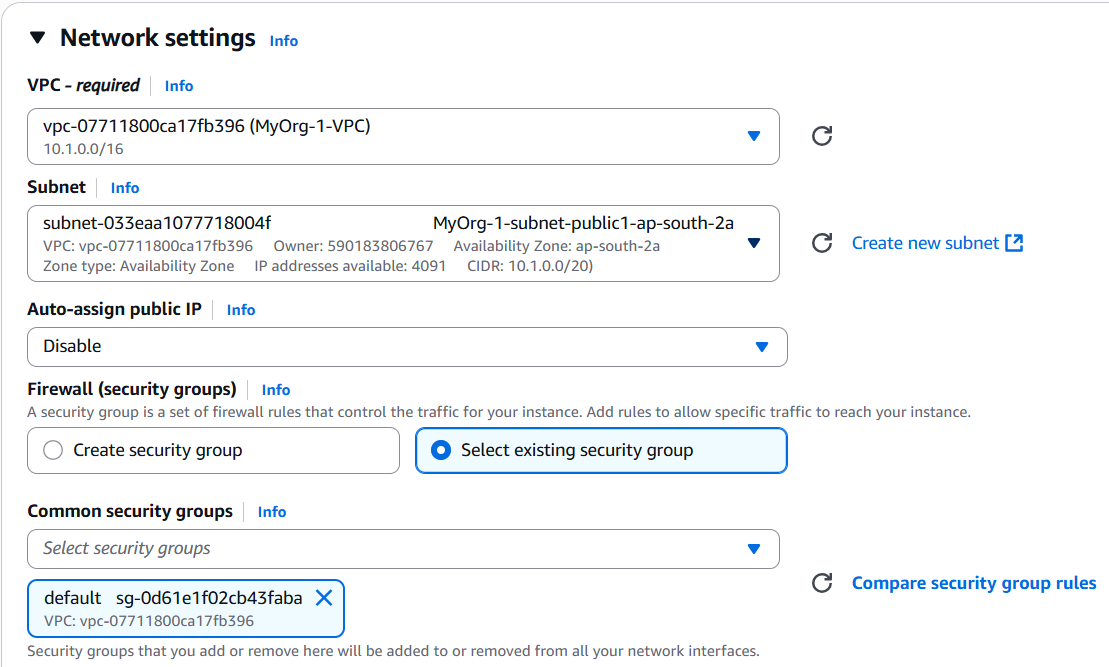 Network settings Info
VPC - required Info
vpc-07711800ca17fb396 (MyOrg-1-VPC)
10.1.0.0/16
Subnet Info
subnet-033eaa1077718004f MyOrg-1-subnet-public1-ap-south-2a
VPC: vpc-07711800ca17fb396 Owner: 590183806767 Availability Zone: ap-south-2a
Zone type: Availability Zone IP addresses available: 4091 CIDR: 10.1.0.0/20)
Create new subnet
Auto-assign public IP Info
Disable
Firewall (security groups) Info
A security group is a set of firewall rules that control the traffic for your instance. Add rules to allow specific traffic to reach your instance.
Create security group Select existing security group
Common security groups Info
Select security groups
default sg-0d61e1f02cb43faba
VPC: vpc-07711800ca17fb396
Compare security group rules
Security groups that you add or remove here will be added to or removed from all your network interfaces.